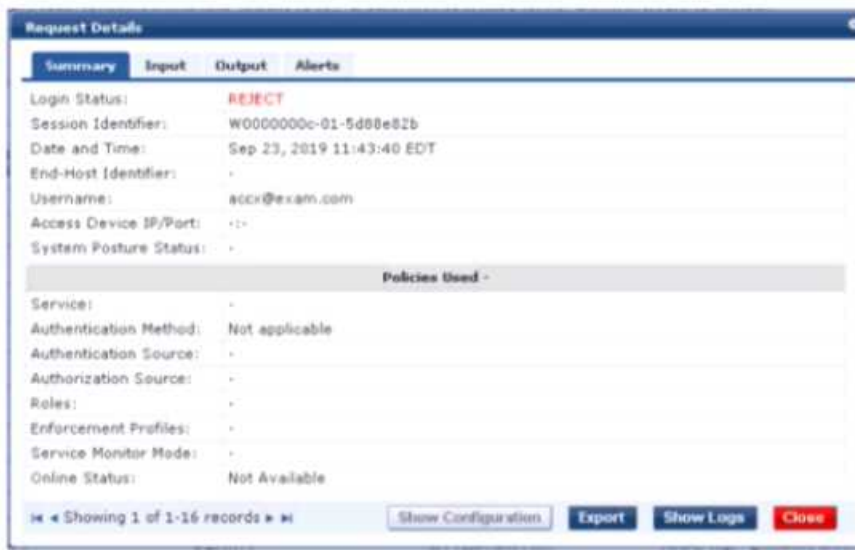 Request Details
Summary Input Output Alerts
Login Status: REJECT
Session Identifier: W0000000c-01-5d88e82b
Date and Time: Sep 23, 2019 11:43:40 EDT
End-Host Identifier: -
Username: accx@exam.com
Access Device IP/Port: -:-
System Posture Status: -
Policies Used -
Service: -
Authentication Method: Not applicable
Authentication Source: -
Authorization Source: -
Roles: -
Enforcement Profiles: -
Service Monitor Mode: -
Online Status: Not Available
Showing 1 of 1-16 records Show Configuration Export Show Logs Close